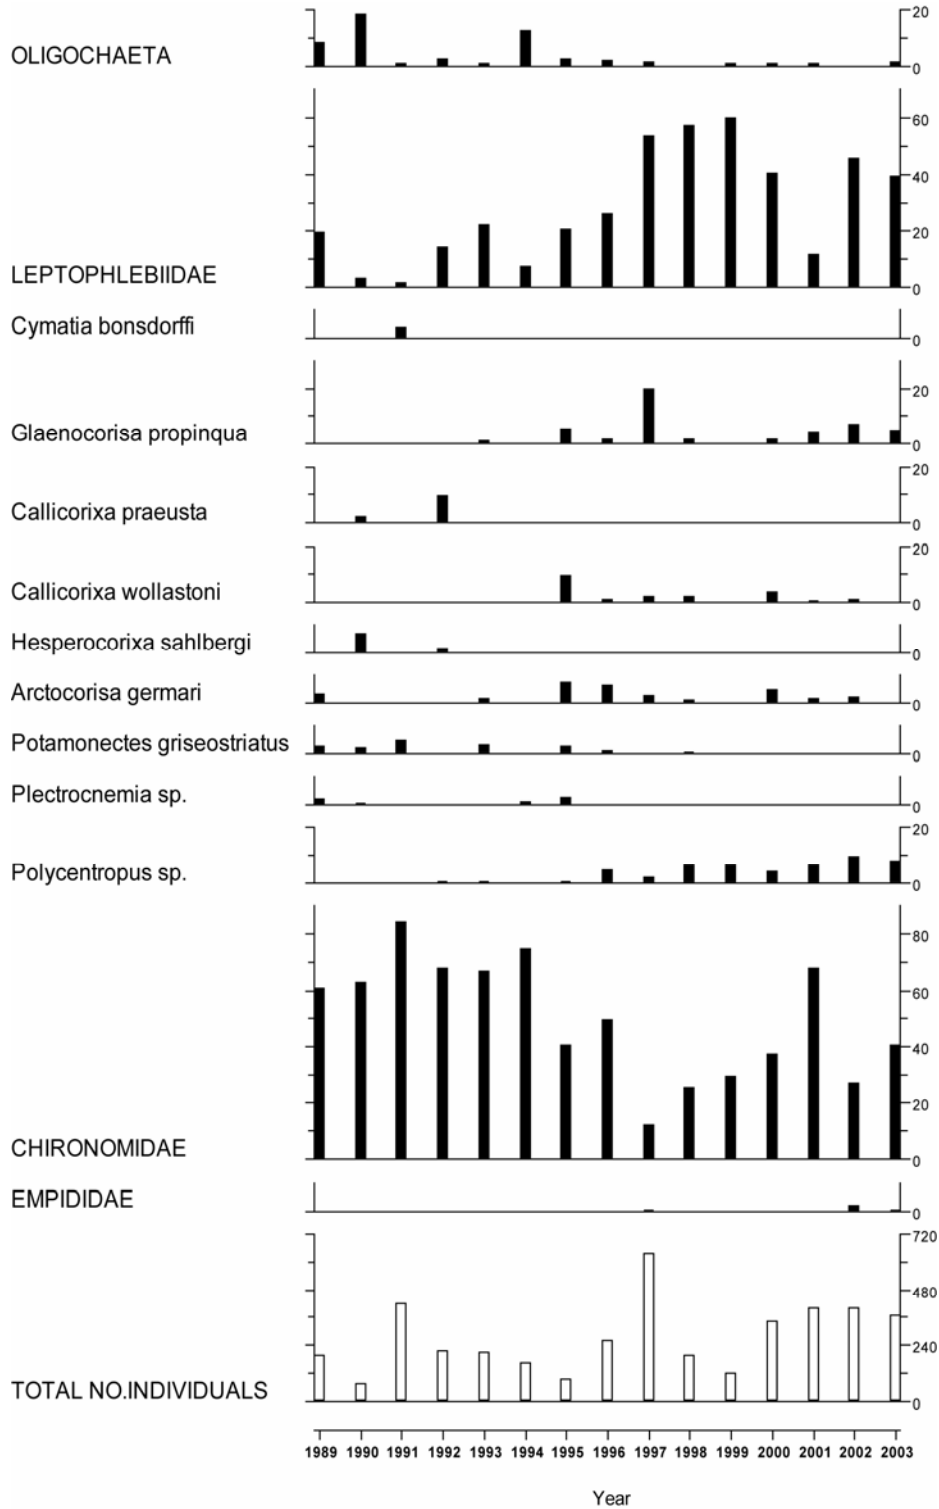 20
OLIGOCHAETA
0
60
40
20
LEPTOPHLEBIIDAE
0
Cymatia bonsdorffi
0
20
Glaenocorisa propinqua
0
20
Callicorixa praeusta
0
20
Callicorixa wollastoni
0
Hesperocorixa sahlbergi
0
Arctocorisa germari
0
Potamonectes griseostriatus
0
Plectrocnemia sp.
0
20
Polycentropus sp.
0
80
60
40
20
CHIRONOMIDAE
0
EMPIDIDAE
0
720
480
240
TOTAL NO.INDIVIDUALS
0
1989 1990 1991 1992 1993 1994 1995 1996 1997 1998 1999 2000 2001 2002 2003
Year